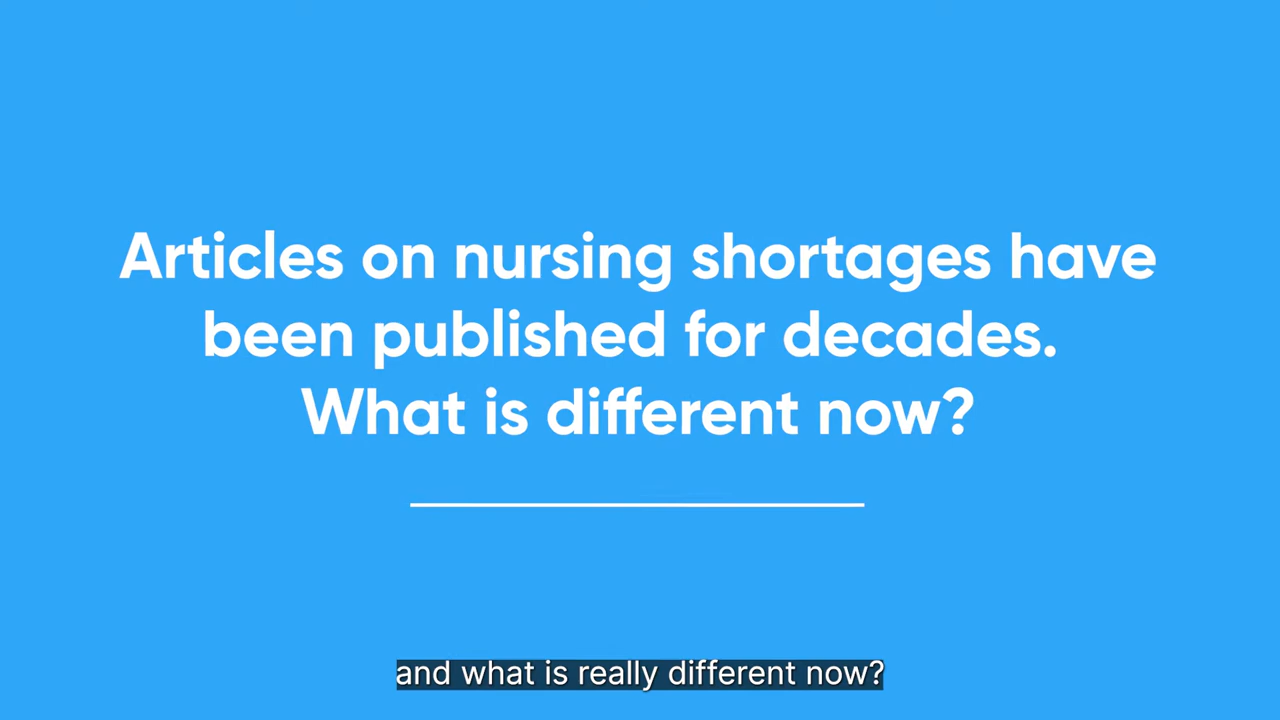 Articles on nursing shortages have
been published for decades.
What is different now?
and what is really different now?